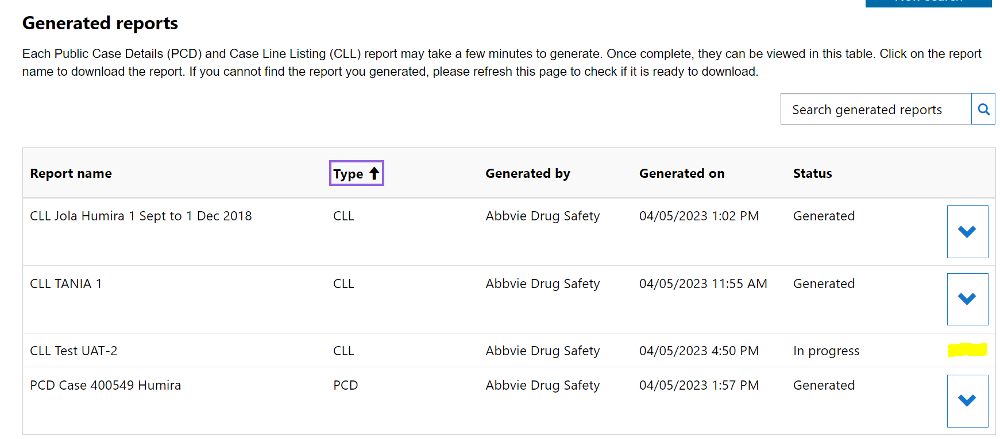 Generated reports
Each Public Case Details (PCD) and Case Line Listing (CLL) report may take a few minutes to generate. Once complete, they can be viewed in this table. Click on the report
name to download the report. If you cannot find the report you generated, please refresh this page to check if it is ready to download.
Search generated reports
Report name Type Generated by Generated on Status
CLL Jola Humira 1 Sept to 1 Dec 2018 CLL Abbvie Drug Safety 04/05/2023 1:02 PM Generated
CLL TANIA 1 CLL Abbvie Drug Safety 04/05/2023 11:55 AM Generated
CLL Test UAT-2 CLL Abbvie Drug Safety 04/05/2023 4:50 PM In progress
PCD Case 400549 Humira PCD Abbvie Drug Safety 04/05/2023 1:57 PM Generated